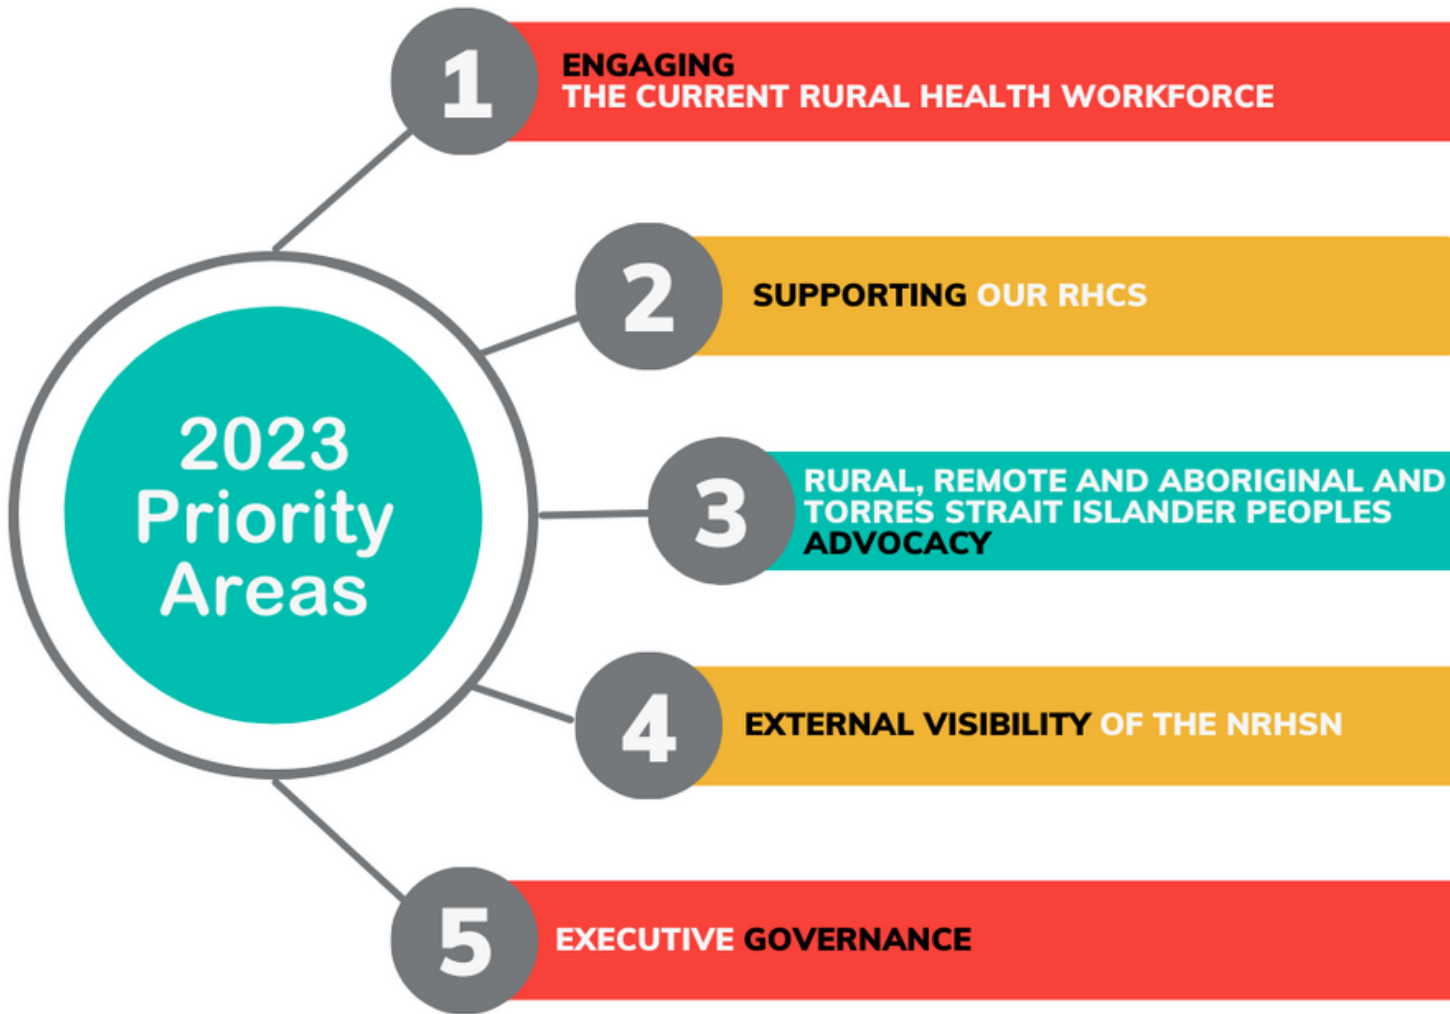 2023
Priority
Areas
1
ENGAGING
THE CURRENT RURAL HEALTH WORKFORCE
2
SUPPORTING OUR RHCS
3
RURAL, REMOTE AND ABORIGINAL AND
TORRES STRAIT ISLANDER PEOPLES
ADVOCACY
4
EXTERNAL VISIBILITY OF THE NRHSN
5
EXECUTIVE GOVERNANCE